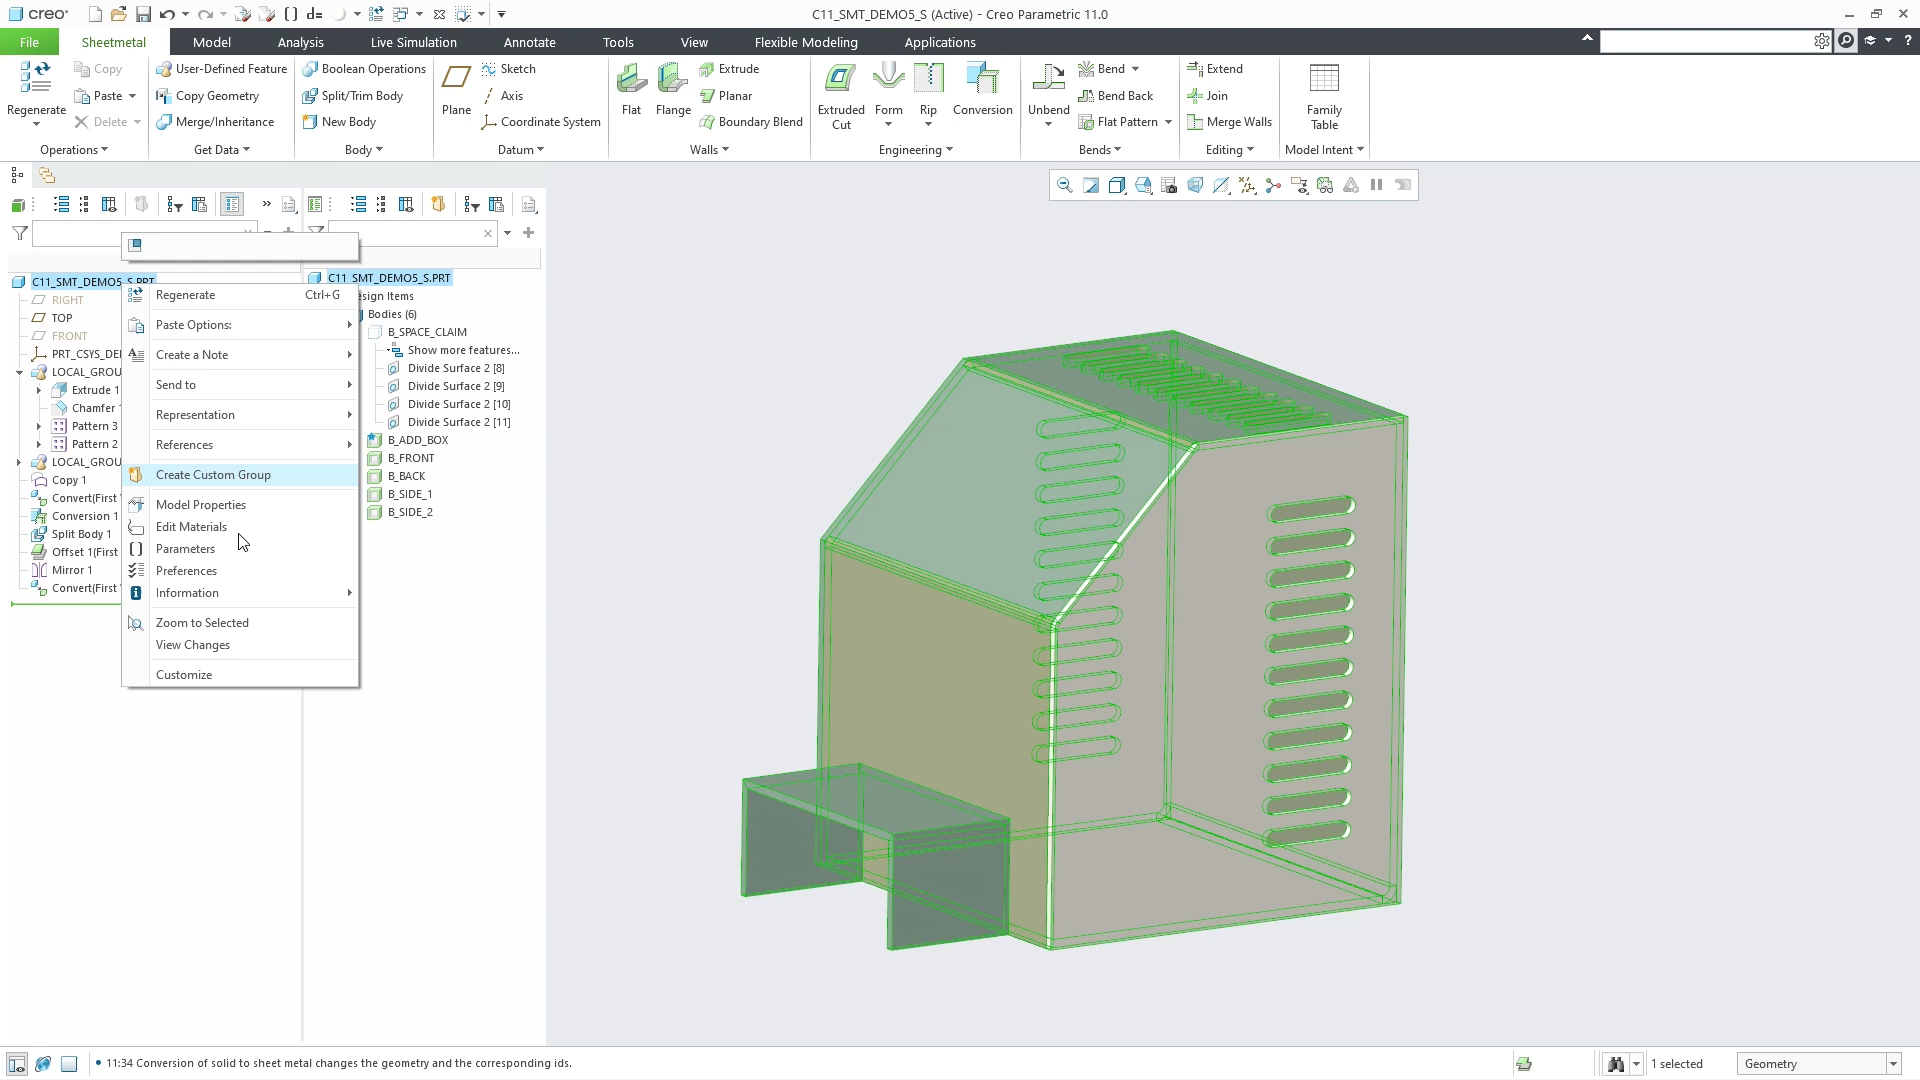 creo
C11_SMT_DEMO5_S (Active) - Creo Parametric 11.0
File
Sheetmetal
Model
Analysis
Live Simulation
Annotate
Tools
View
Flexible Modeling
Applications
Regenerate
Copy
Paste
Delete
Operations
User-Defined Feature
Copy Geometry
Merge/Inheritance
Get Data
Boolean Operations
Split/Trim Body
New Body
Body
Plane
Sketch
Axis
Coordinate System
Datum
Flat
Flange
Extrude
Planar
Boundary Blend
Walls
Extruded
Cut
Form
Rip
Conversion
Engineering
Unbend
Bend
Bend Back
Flat Pattern
Bends
Extend
Join
Merge Walls
Editing
Family
Table
Model Intent
C11_SMT_DEMO5_S.PRT
RIGHT
TOP
FRONT
PRT_CSYS_DE
LOCAL_GROU
Extrude 1
Chamfer
Pattern 3
Pattern 2
LOCAL_GROU
Copy 1
Convert(First
Conversion 1
Split Body 1
Offset 1(First
Mirror 1
Convert(First
Regenerate Ctrl+G
Paste Options:
Create a Note
Send to
Representation
References
Create Custom Group
Model Properties
Edit Materials
Parameters
Preferences
Information
Zoom to Selected
View Changes
Customize
C11_SMT_DEMO5_S.PRT
esign Items
Bodies (6)
B_SPACE_CLAIM
Show more features...
Divide Surface 2 [8]
Divide Surface 2 [9]
Divide Surface 2 [10]
Divide Surface 2 [11]
B_ADD_BOX
B_FRONT
B_BACK
B_SIDE_1
B_SIDE_2
• 11:34 Conversion of solid to sheet metal changes the geometry and the corresponding ids.
1 selected
Geometry